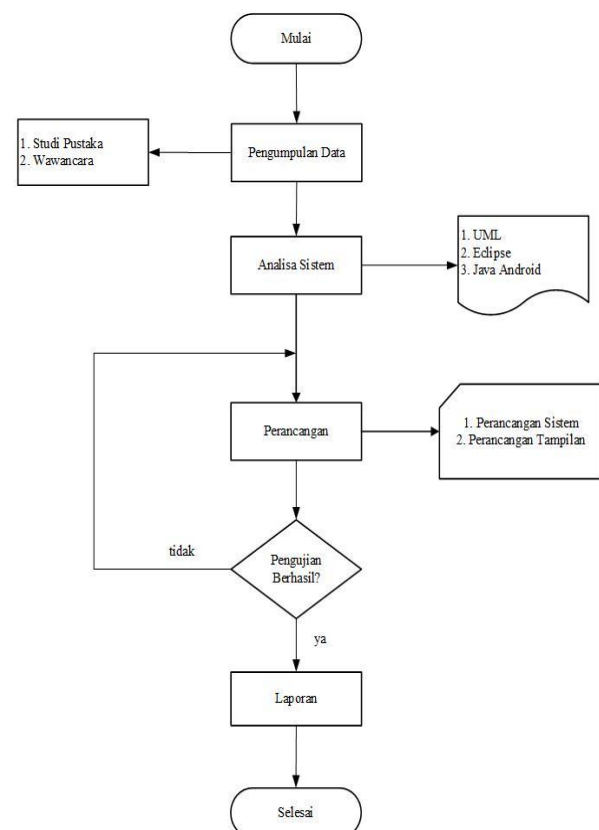 Mulai
1. Studi Pustaka
2. Wawancara
Pengumpulan Data
Analisa Sistem
1. UML
2. Eclipse
3. Java Android
Perancangan
1. Perancangan Sistem
2. Perancangan Tampilan
tidak
Pengujian
Berhasil?
ya
Laporan
Selesai